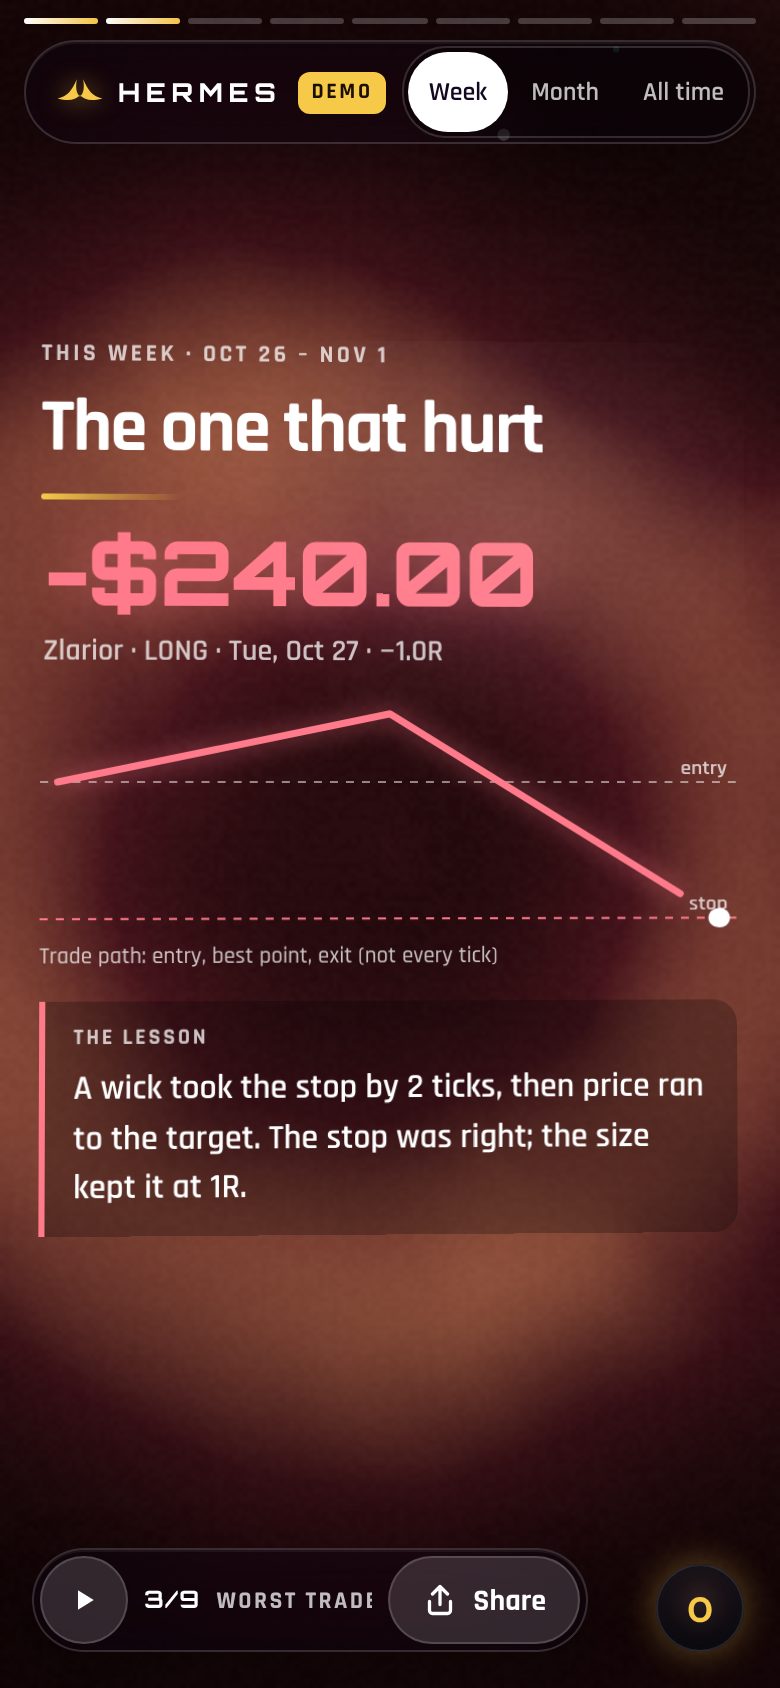 HERMES DEMO Week Month All time
THIS WEEK · OCT 26 – NOV 1
The one that hurt
−$240.00
Zlarior · LONG · Tue, Oct 27 · −1.0R
entry
stop
Trade path: entry, best point, exit (not every tick)
THE LESSON
A wick took the stop by 2 ticks, then price ran
to the target. The stop was right; the size
kept it at 1R.
3/9 WORST TRADE Share O